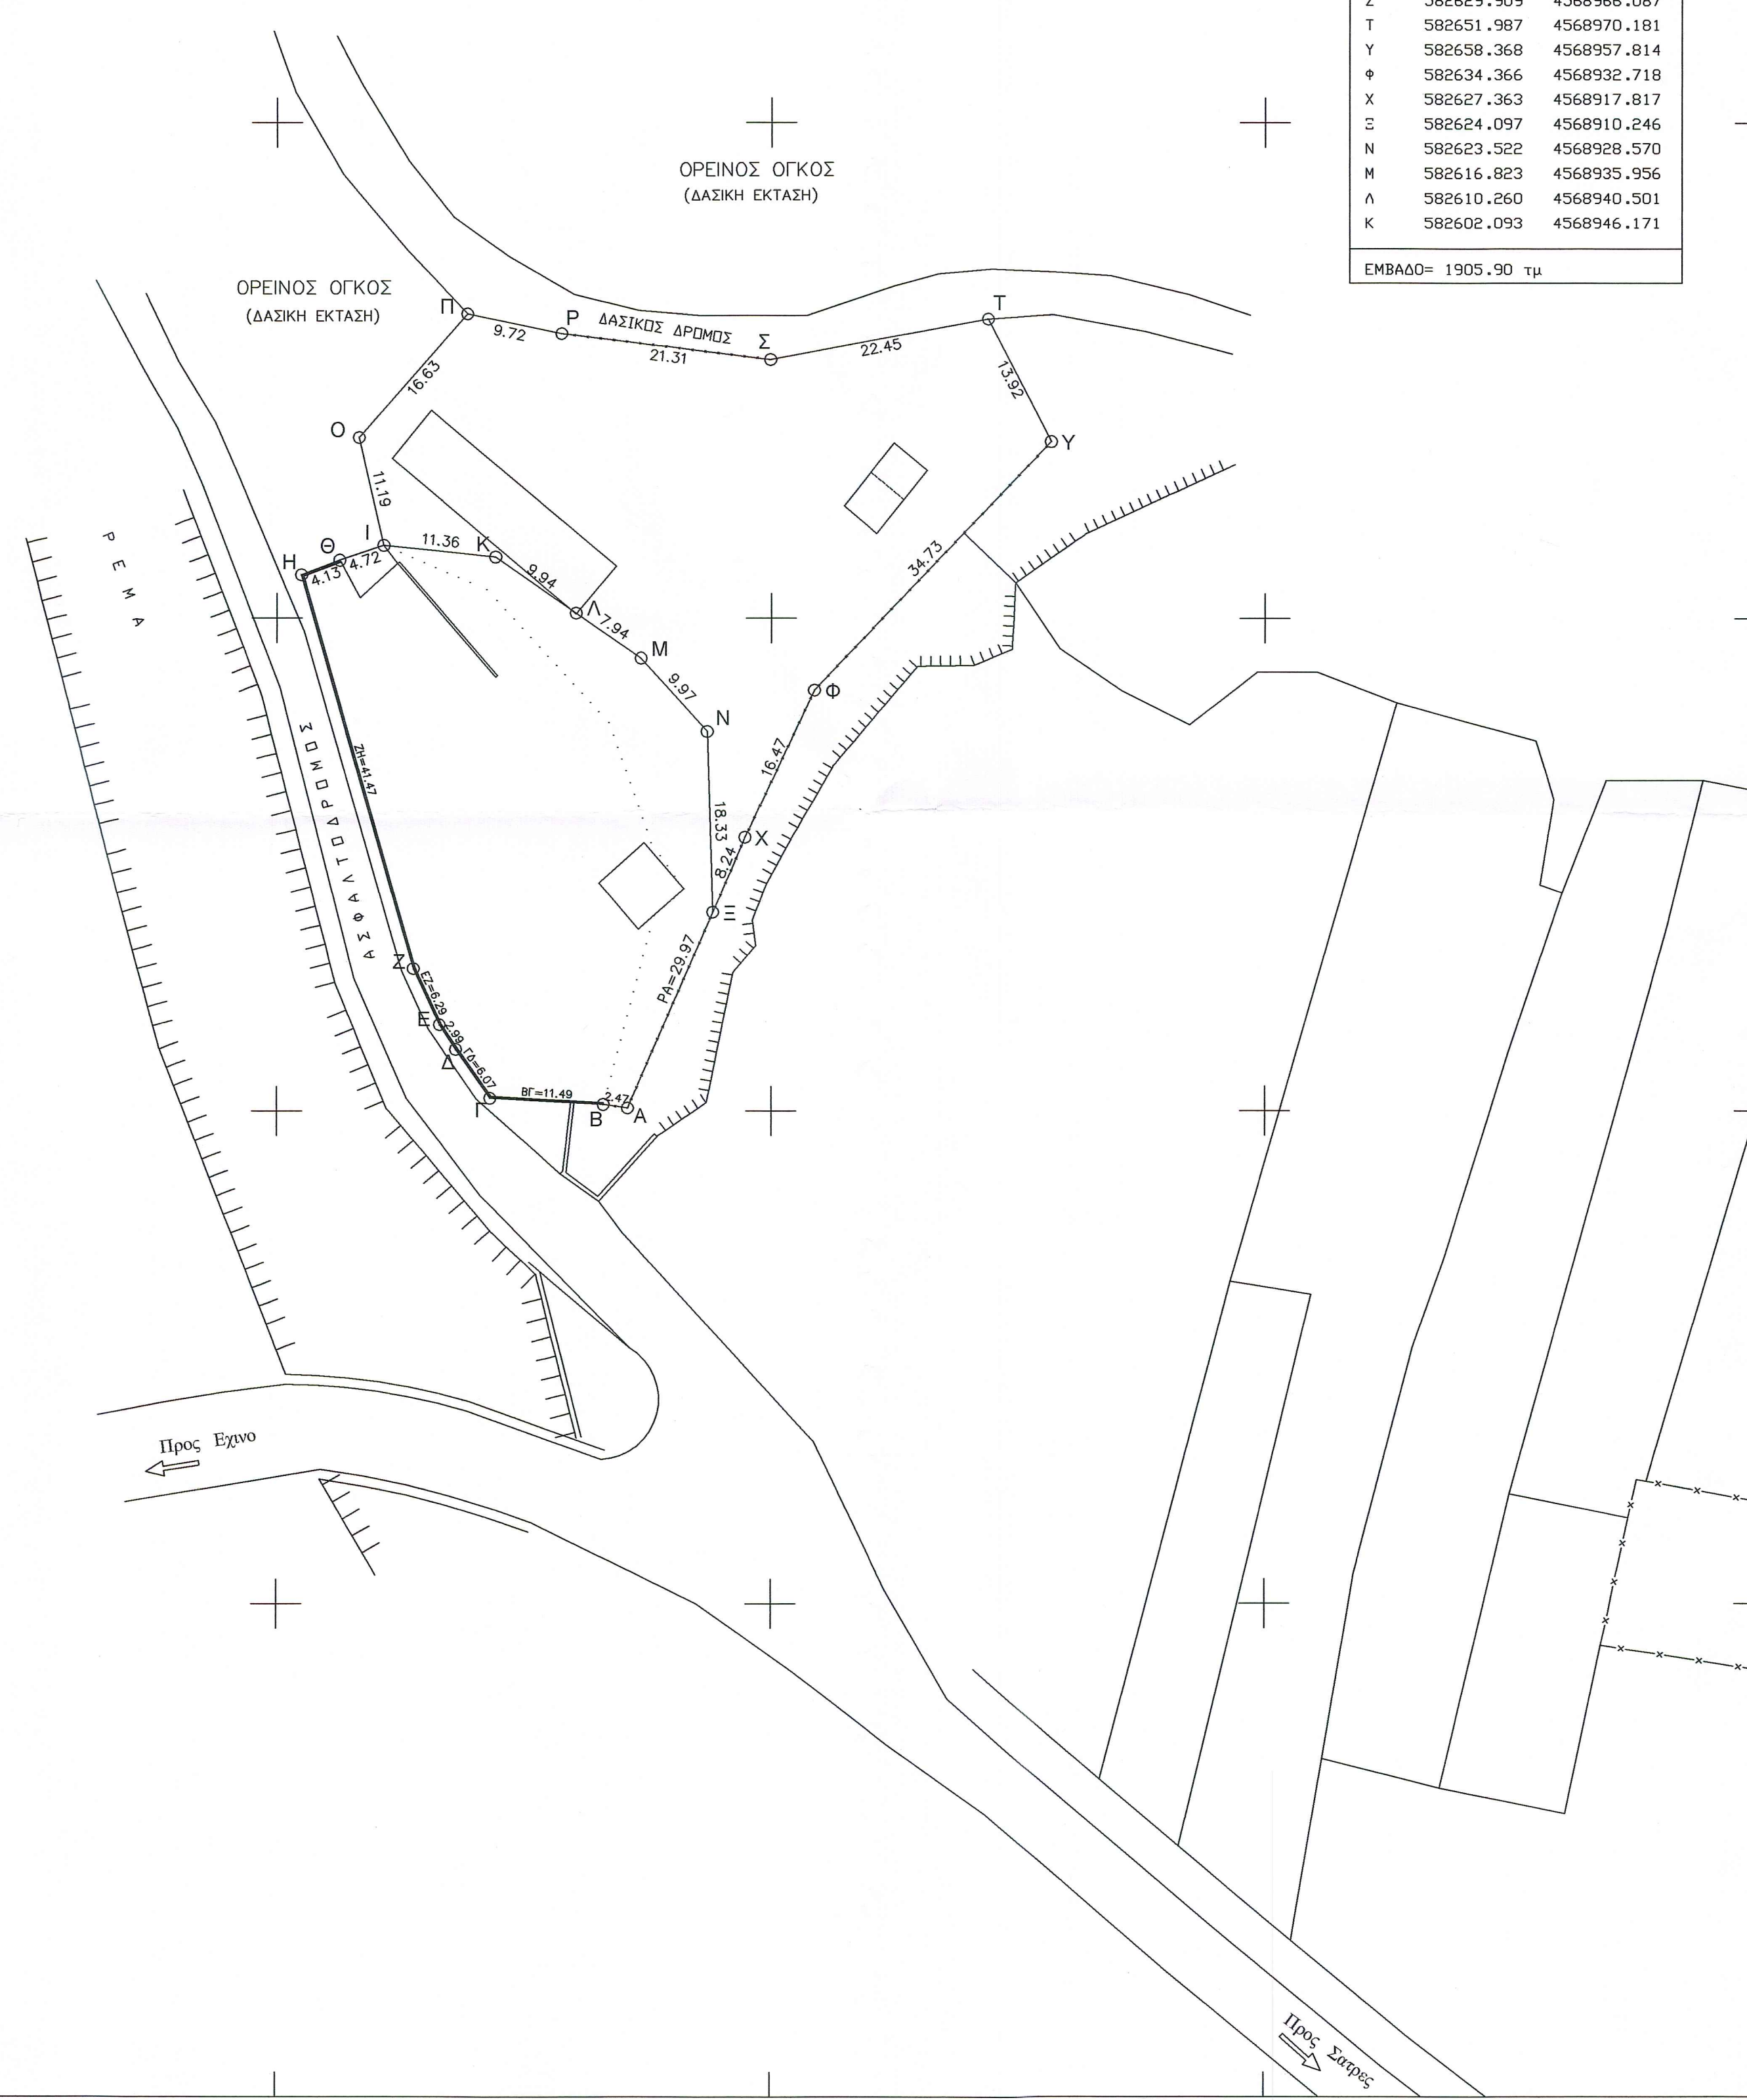 Τ 582651.987 4568970.181
Υ 582658.368 4568957.814
Φ 582634.366 4568932.718
Χ 582627.363 4568917.817
Ξ 582624.097 4568910.246
Ν 582623.522 4568928.570
Μ 582616.823 4568935.956
Λ 582610.260 4568940.501
Κ 582602.093 4568946.171
ΕΜΒΑΔΟ= 1905.90 τμ
ΟΡΕΙΝΟΣ ΟΓΚΟΣ
(ΔΑΣΙΚΗ ΕΚΤΑΣΗ)
ΟΡΕΙΝΟΣ ΟΓΚΟΣ
(ΔΑΣΙΚΗ ΕΚΤΑΣΗ)
Π
9.72
Ρ
ΔΑΣΙΚΟΣ ΔΡΟΜΟΣ
21.31
Σ
22.45
Τ
13.92
Υ
16.63
Ο
11.19
Ι
Θ
Η
4.13
4.72
11.36
Κ
9.94
Λ
7.94
Μ
9.97
Ν
34.73
Φ
16.47
Χ
18.33
8.24
Ξ
ΡΕΜΑ
ΖΗ=41.47
ΑΣΦΑΛΤΟΔΡΟΜΟΣ
ΡΑ=29.97
Ζ
ΕΖ=6.29
Ε
2.99
Δ
ΓΔ=6.07
Γ
ΒΓ=11.49
Β
2.47
Α
Προς Εχινο
Προς Σατρες